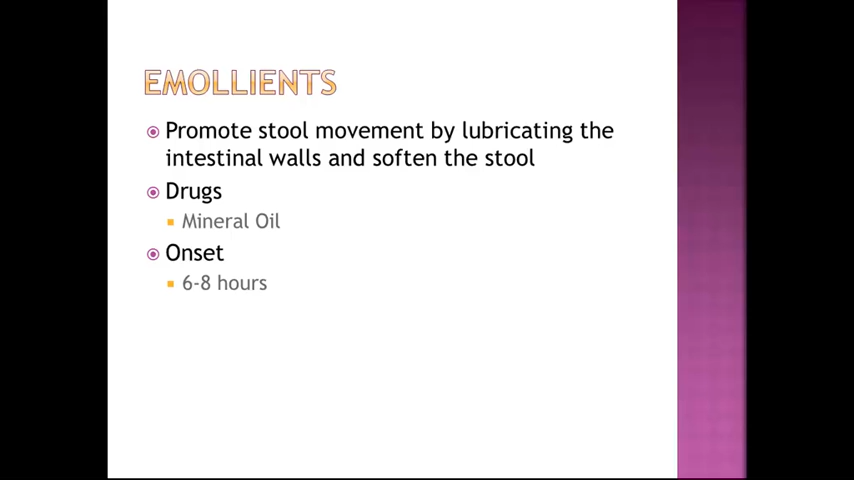 EMOLLIENTS
Promote stool movement by lubricating the
intestinal walls and soften the stool
Drugs
Mineral Oil
Onset
6-8 hours